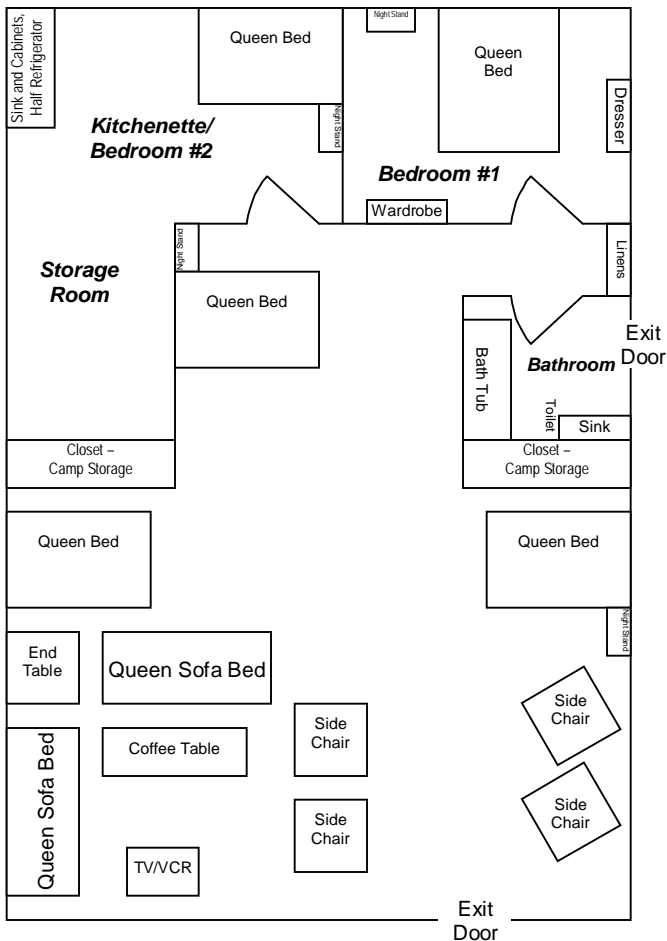 Sink and Cabinets,
Half Refrigerator
Queen Bed
Night Stand
Night Stand
Queen
Bed
Dresser
Kitchenette/
Bedroom #2
Bedroom #1
Wardrobe
Night Stand
Linens
Storage
Room
Queen Bed
Exit
Door
Bath Tub
Bathroom
Toilet
Sink
Closet –
Camp Storage
Closet –
Camp Storage
Queen Bed
Queen Bed
Night Stand
End
Table
Queen Sofa Bed
Side
Chair
Side
Chair
Queen Sofa Bed
Coffee Table
Side
Chair
Side
Chair
TV/VCR
Exit
Door